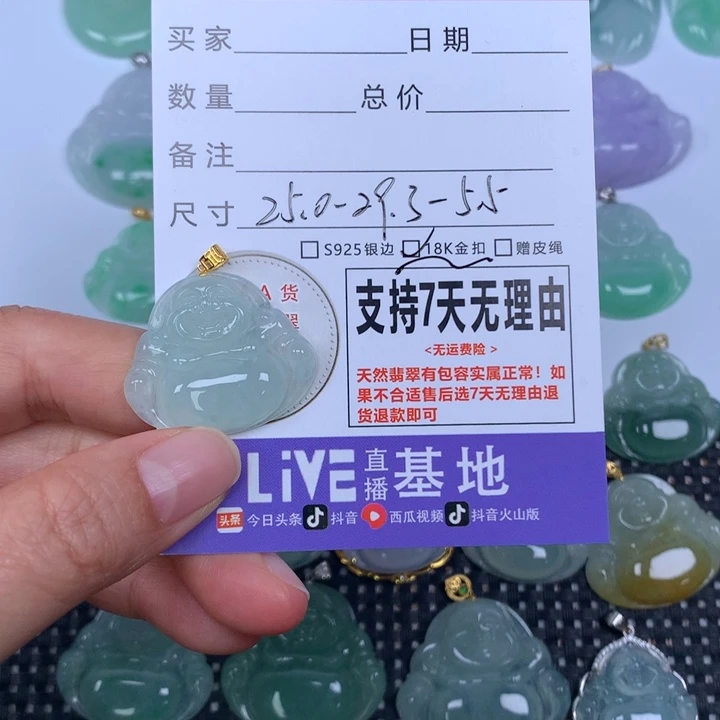 买家 日期
数量 总价
备注
尺寸 25.0-29.3-5.5
S925银边 18K金扣 赠皮绳
A货
翠
支持7天无理由
<无运费险>
天然翡翠有包容实属正常！如
果不合适售后选7天无理由退
货退款即可
LiVE 直播 基地
头条 今日头条 抖音 西瓜视频 抖音火山版